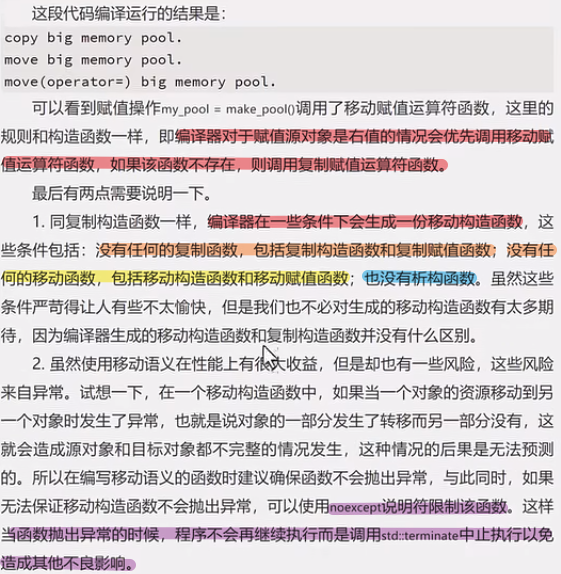 这段代码编译运行的结果是：
copy big memory pool.
move big memory pool.
move(operator=) big memory pool.
可以看到赋值操作my_pool = make_pool()调用了移动赋值运算符函数，这里的
规则和构造函数一样，即编译器对于赋值源对象是右值的情况会优先调用移动赋
值运算符函数，如果该函数不存在，则调用复制赋值运算符函数。
最后有两点需要说明一下。
1. 同复制构造函数一样，编译器在一些条件下会生成一份移动构造函数，这
些条件包括：没有任何的复制函数，包括复制构造函数和复制赋值函数；没有任
何的移动函数，包括移动构造函数和移动赋值函数；也没有析构函数。虽然这些
条件严苛得让人有些不太愉快，但是我们也不必对生成的移动构造函数有太多期
待，因为编译器生成的移动构造函数和复制构造函数并没有什么区别。
2. 虽然使用移动语义在性能上有很大收益，但是却也有一些风险，这些风险
来自异常。试想一下，在一个移动构造函数中，如果当一个对象的资源移动到另
一个对象时发生了异常，也就是说对象的一部分发生了转移而另一部分没有，这
就会造成源对象和目标对象都不完整的情况发生，这种情况的后果是无法预测
的。所以在编写移动语义的函数时建议确保函数不会抛出异常，与此同时，如果
无法保证移动构造函数不会抛出异常，可以使用noexcept说明符限制该函数。这样
当函数抛出异常的时候，程序不会再继续执行而是调用std::terminate中止执行以免
造成其他不良影响。